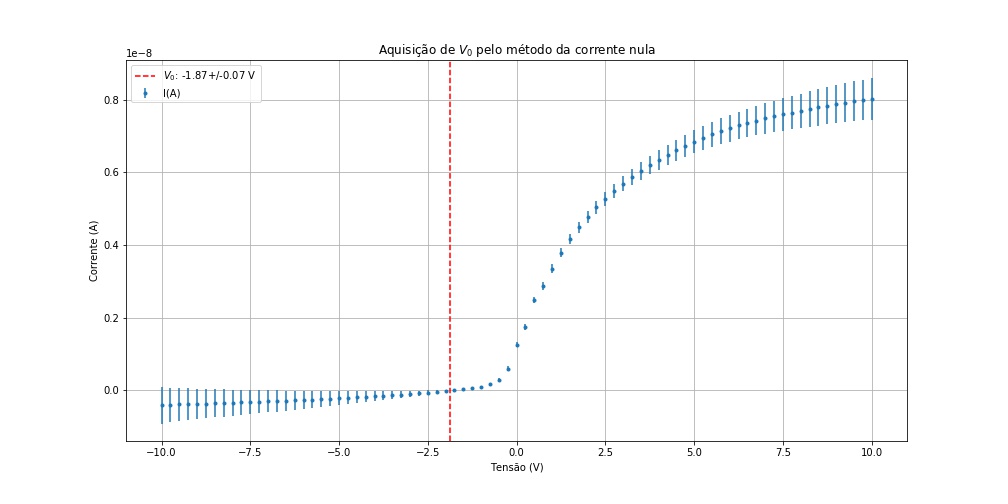 Aquisição de V₀ pelo método da corrente nula
1e−8
V₀: -1.87+/-0.07 V
I(A)
0.8
0.6
0.4
0.2
0.0
Corrente (A)
−10.0 −7.5 −5.0 −2.5 0.0 2.5 5.0 7.5 10.0
Tensão (V)